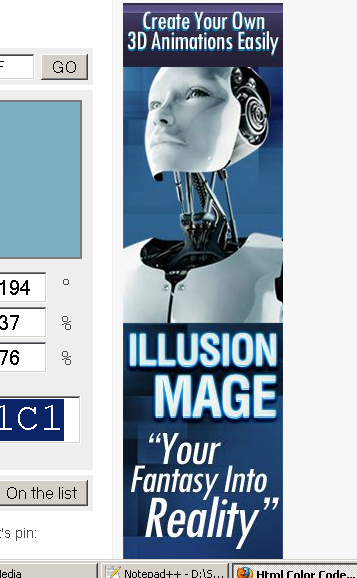 Create Your Own
3D Animations Easily
F
GO
194 °
37 %
76 %
1C1
ILLUSION
MAGE
“Your
Fantasy Into
Reality”
On the list
t's pin:
Media
Notepad++ - D:\S...
Html Color Code...